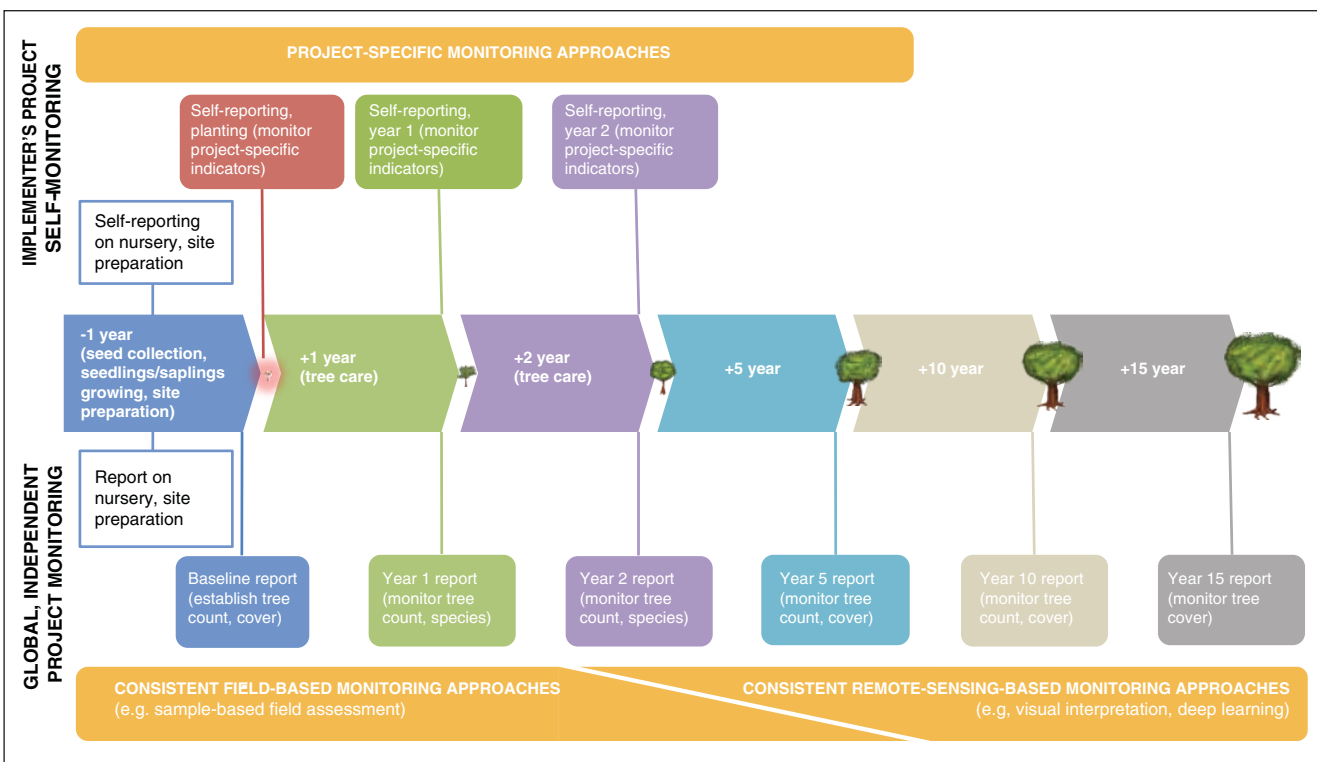 IMPLEMENTER'S PROJECT
SELF-MONITORING
PROJECT-SPECIFIC MONITORING APPROACHES
Self-reporting,
planting (monitor
project-specific
indicators)
Self-reporting,
year 1 (monitor
project-specific
indicators)
Self-reporting,
year 2 (monitor
project-specific
indicators)
Self-reporting
on nursery, site
preparation
-1 year
(seed collection,
seedlings/saplings
growing, site
preparation)
+1 year
(tree care)
+2 year
(tree care)
+5 year
+10 year
+15 year
GLOBAL, INDEPENDENT
PROJECT MONITORING
Report on
nursery, site
preparation
Baseline report
(establish tree
count, cover)
Year 1 report
(monitor tree
count, species)
Year 2 report
(monitor tree
count, species)
Year 5 report
(monitor tree
count, cover)
Year 10 report
(monitor tree
count, cover)
Year 15 report
(monitor tree
cover)
CONSISTENT FIELD-BASED MONITORING APPROACHES
(e.g. sample-based field assessment)
CONSISTENT REMOTE-SENSING-BASED MONITORING APPROACHES
(e.g, visual interpretation, deep learning)